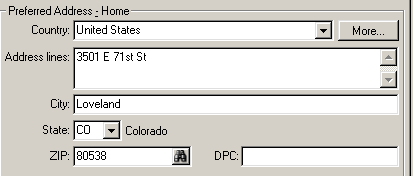 Preferred Address - Home
Country: United States More...
Address lines: 3501 E 71st St
City: Loveland
State: CO Colorado
ZIP: 80538 DPC: